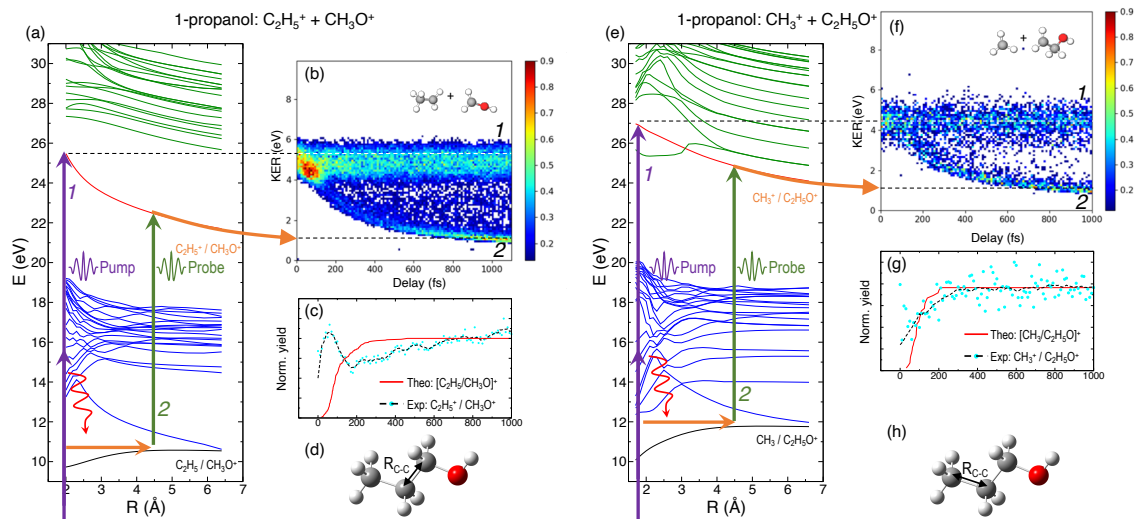 1-propanol: C₂H₅⁺ + CH₃O⁺
(a)
30
28
26
24
22
20
18
16
14
12
10
E (eV)
1
C₂H₅⁺ / CH₃O⁺
Pump
Probe
2
C₂H₅ / CH₃O⁺
2 3 4 5 6 7
R (Å)
(b)
+
1
2
KER (eV)
8
6
4
2
0
0 200 400 600 800 1000
Delay (fs)
0.9
0.8
0.7
0.6
0.5
0.4
0.3
0.2
(c)
Norm. yield
Theo: [C₂H₅/CH₃O]⁺
Exp: C₂H₅⁺ / CH₃O⁺
0 200 400 600 800 1000
(d)
R_C-C
1-propanol: CH₃⁺ + C₂H₅O⁺
(e)
30
28
26
24
22
20
18
16
14
12
10
E (eV)
1
CH₃⁺ / C₂H₅O⁺
Pump
Probe
2
CH₃ / C₂H₅O⁺
2 3 4 5 6 7
R (Å)
(f)
+
1
2
KER (eV)
8
6
4
2
0
0 200 400 600 800 1000
Delay (fs)
0.9
0.8
0.7
0.6
0.5
0.4
0.3
0.2
(g)
Norm. yield
Theo: [CH₃/C₂H₅O]⁺
Exp: CH₃⁺ / C₂H₅O⁺
0 200 400 600 800 1000
(h)
R_C-C